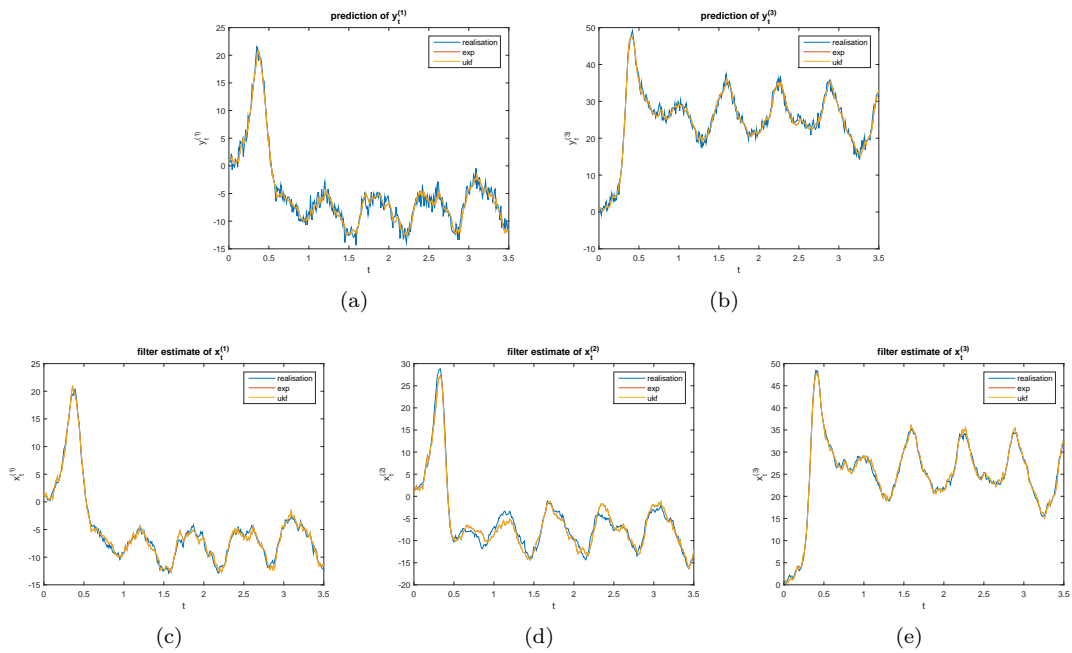 prediction of y_t^(1)
25
20
15
10
5
0
-5
-10
-15
y_t^(1)
realisation
exp
ukf
0 0.5 1 1.5 2 2.5 3 3.5
t
(a)
prediction of y_t^(3)
50
40
30
20
10
0
-10
y_t^(3)
realisation
exp
ukf
0 0.5 1 1.5 2 2.5 3 3.5
t
(b)
filter estimate of x_t^(1)
25
20
15
10
5
0
-5
-10
-15
x_t^(1)
realisation
exp
ukf
0 0.5 1 1.5 2 2.5 3 3.5
t
(c)
filter estimate of x_t^(2)
30
25
20
15
10
5
0
-5
-10
-15
-20
x_t^(2)
realisation
exp
ukf
0 0.5 1 1.5 2 2.5 3 3.5
t
(d)
filter estimate of x_t^(3)
50
45
40
35
30
25
20
15
10
5
0
x_t^(3)
realisation
exp
ukf
0 0.5 1 1.5 2 2.5 3 3.5
t
(e)